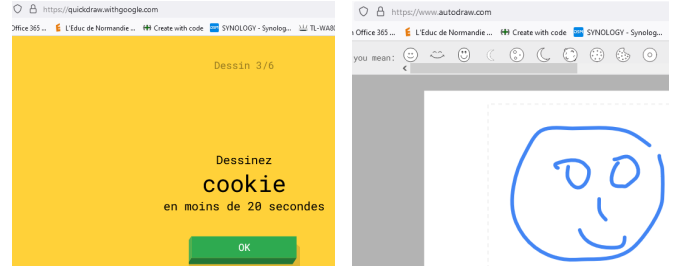 https://quickdraw.withgoogle.com
Office 365 ...
L'Educ de Normandie ...
Create with code
SYNOLOGY - Synolog...
TL-WA80
Dessin 3/6
Dessinez
cookie
en moins de 20 secondes
OK
https://www.autodraw.com
Office 365 ...
L'Educ de Normandie ...
Create with code
SYNOLOGY - Synolog...
you mean: